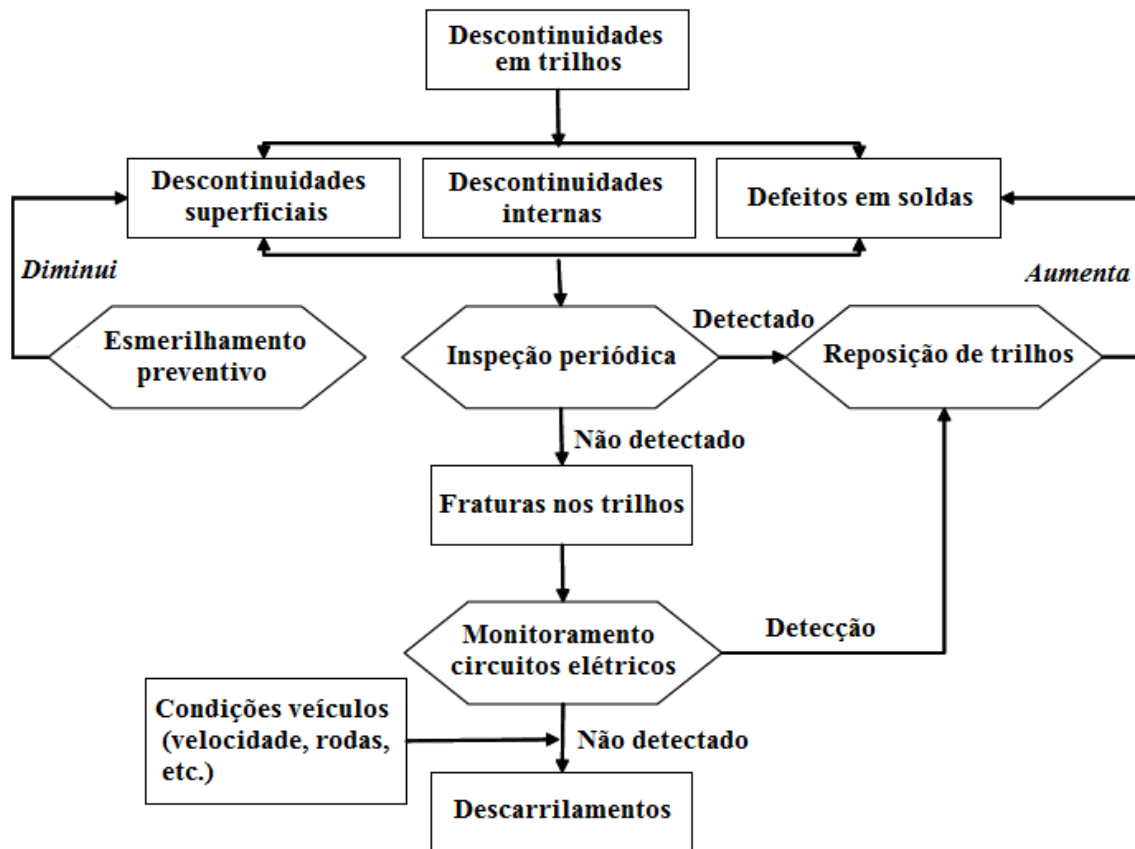 Descontinuidades
em trilhos
Descontinuidades
superficiais
Descontinuidades
internas
Defeitos em soldas
Diminui
Aumenta
Esmerilhamento
preventivo
Inspeção periódica
Detectado
Reposição de trilhos
Não detectado
Fraturas nos trilhos
Monitoramento
circuitos elétricos
Detecção
Condições veículos
(velocidade, rodas,
etc.)
Não detectado
Descarrilamentos